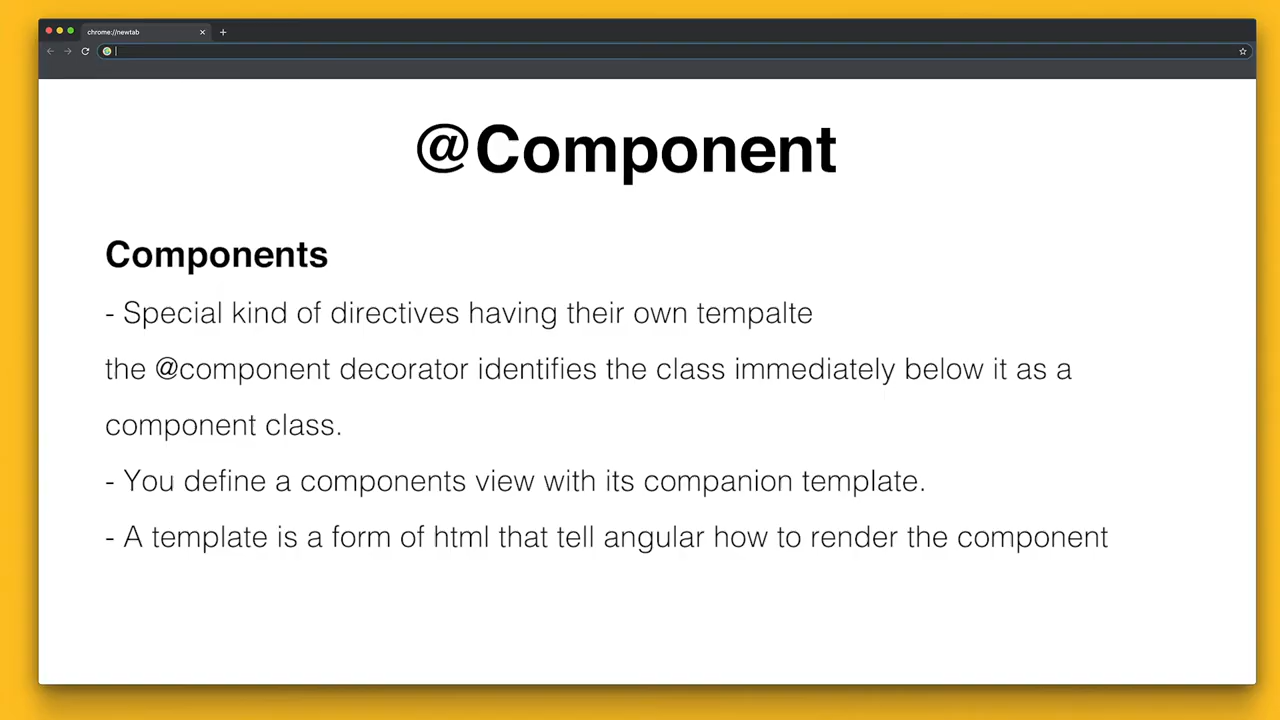 chrome://newtab
@Component
Components
- Special kind of directives having their own tempalte
the @component decorator identifies the class immediately below it as a
component class.
- You define a components view with its companion template.
- A template is a form of html that tell angular how to render the component